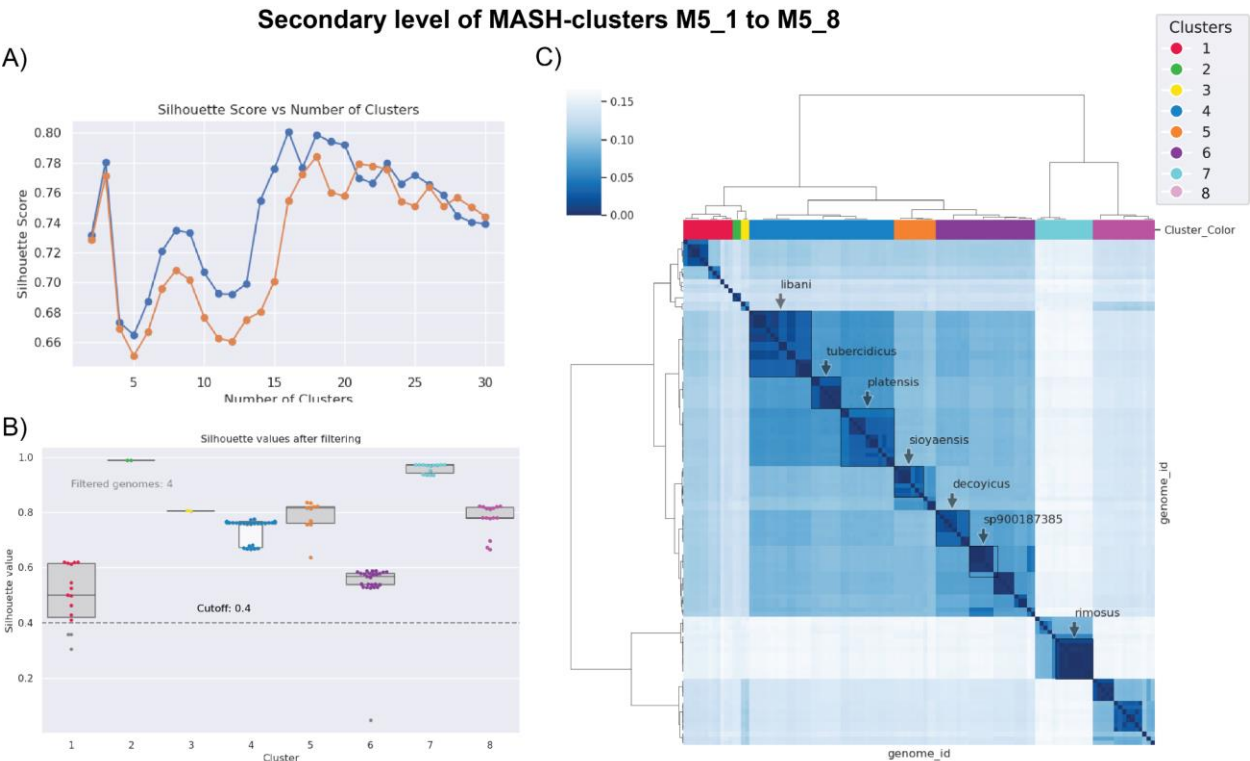 Secondary level of MASH-clusters M5_1 to M5_8
A)
Silhouette Score vs Number of Clusters
Silhouette Score
0.80
0.78
0.76
0.74
0.72
0.70
0.68
0.66
5
10
15
20
25
30
Number of Clusters
B)
Silhouette values after filtering
Silhouette value
1.0
0.8
0.6
0.4
0.2
Filtered genomes: 4
Cutoff: 0.4
1
2
3
4
5
6
7
8
Cluster
C)
0.15
0.10
0.05
0.00
Clusters
1
2
3
4
5
6
7
8
Cluster_Color
libani
tubercidicus
platensis
sioyaensis
decoyicus
sp900187385
rimosus
genome_id
genome_id